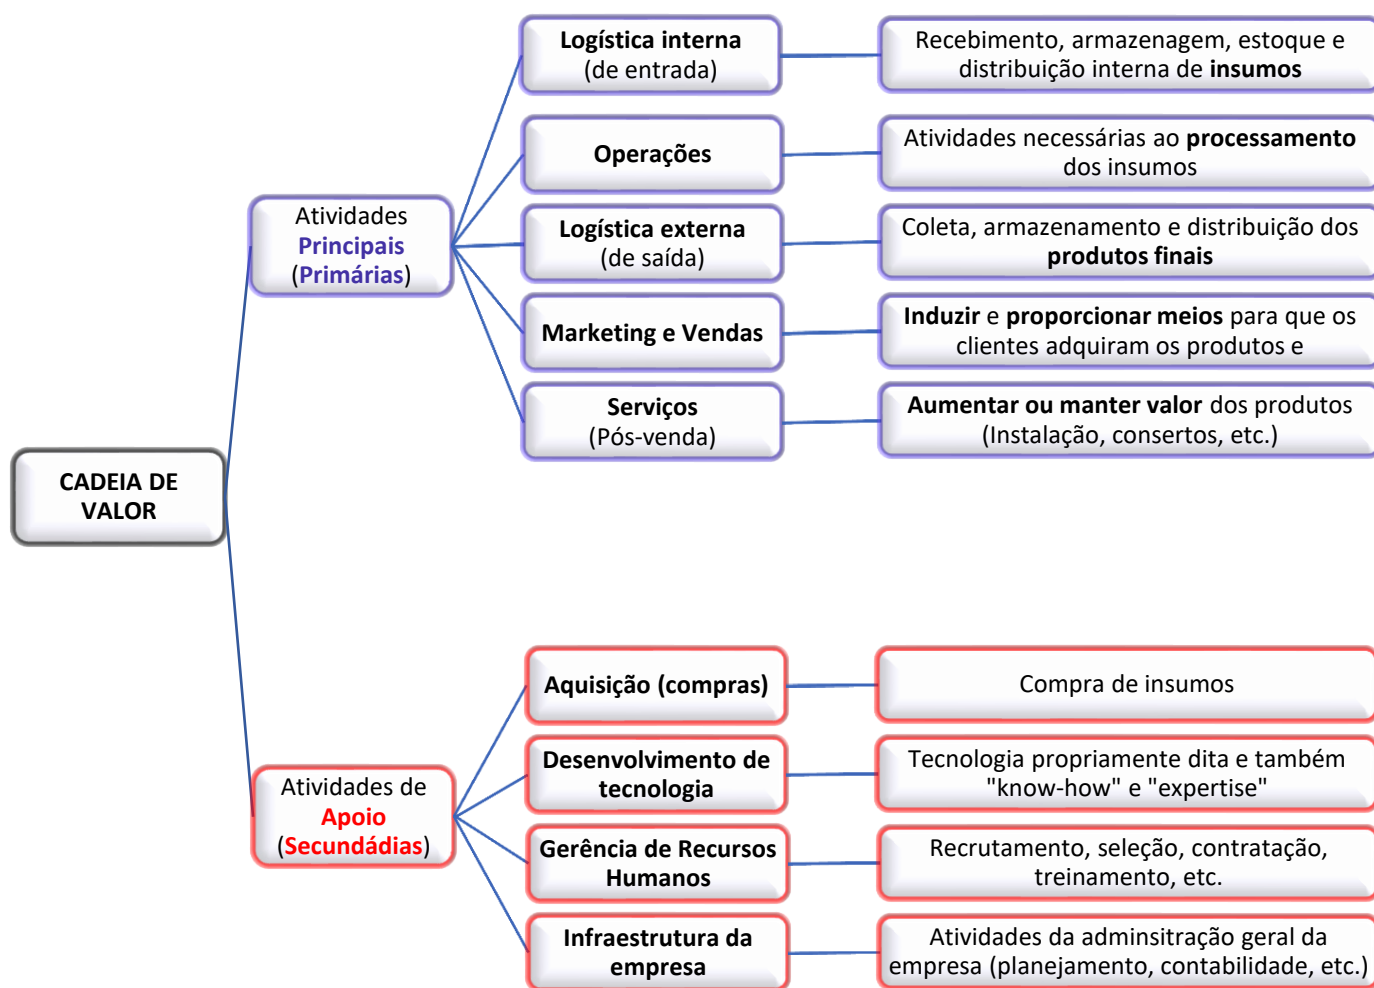 CADEIA DE
VALOR
Atividades
Principais
(Primárias)
Logística interna
(de entrada)
Recebimento, armazenagem, estoque e
distribuição interna de insumos
Operações
Atividades necessárias ao processamento
dos insumos
Logística externa
(de saída)
Coleta, armazenamento e distribuição dos
produtos finais
Marketing e Vendas
Induzir e proporcionar meios para que os
clientes adquiram os produtos e
Serviços
(Pós-venda)
Aumentar ou manter valor dos produtos
(Instalação, consertos, etc.)
Atividades de
Apoio
(Secundádias)
Aquisição (compras)
Compra de insumos
Desenvolvimento de
tecnologia
Tecnologia propriamente dita e também
"know-how" e "expertise"
Gerência de Recursos
Humanos
Recrutamento, seleção, contratação,
treinamento, etc.
Infraestrutura da
empresa
Atividades da adminsitração geral da
empresa (planejamento, contabilidade, etc.)